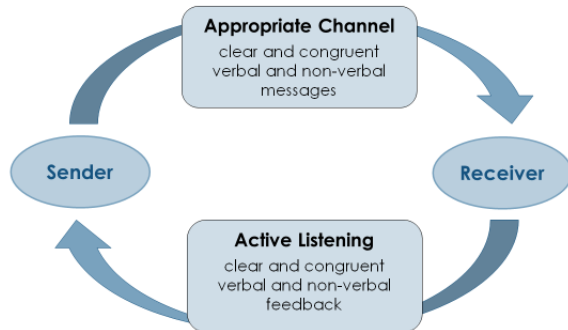 Appropriate Channel
clear and congruent
verbal and non-verbal
messages
Sender
Receiver
Active Listening
clear and congruent
verbal and non-verbal
feedback